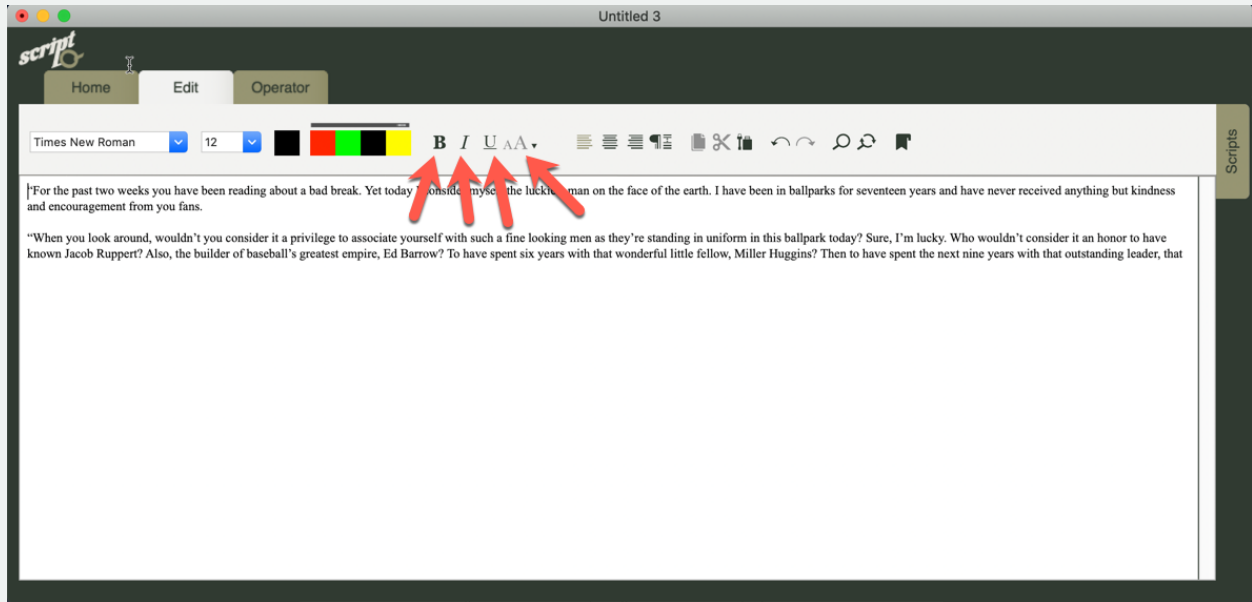 Untitled 3
script
Home Edit Operator
Times New Roman 12 B I U AA
Scripts
“For the past two weeks you have been reading about a bad break. Yet today the man on the face of the earth. I have been in ballparks for seventeen years and have never received anything but kindness
and encouragement from you fans.
“When you look around, wouldn’t you consider it a privilege to associate yourself with such a fine looking men as they’re standing in uniform in this ballpark today? Sure, I’m lucky. Who wouldn’t consider it an honor to have
known Jacob Ruppert? Also, the builder of baseball’s greatest empire, Ed Barrow? To have spent six years with that wonderful little fellow, Miller Huggins? Then to have spent the next nine years with that outstanding leader, that